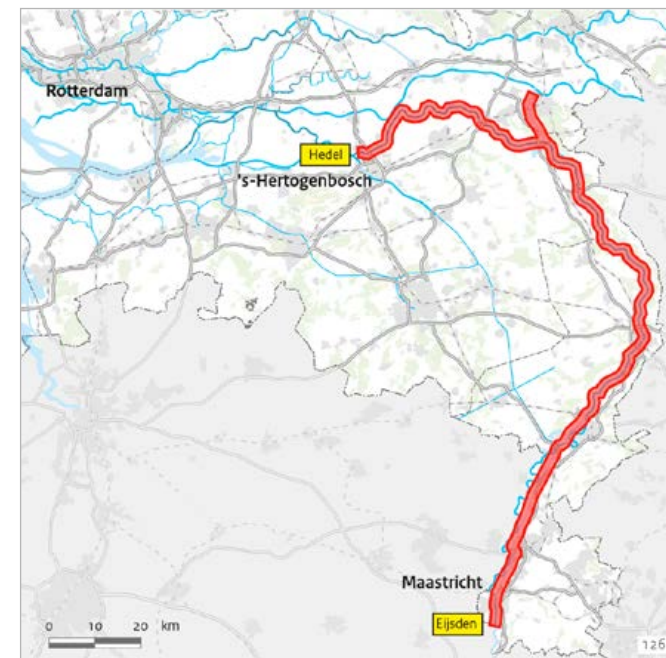 Rotterdam
Hedel
's-Hertogenbosch
Maastricht
Eijsden
0 10 20 km
126